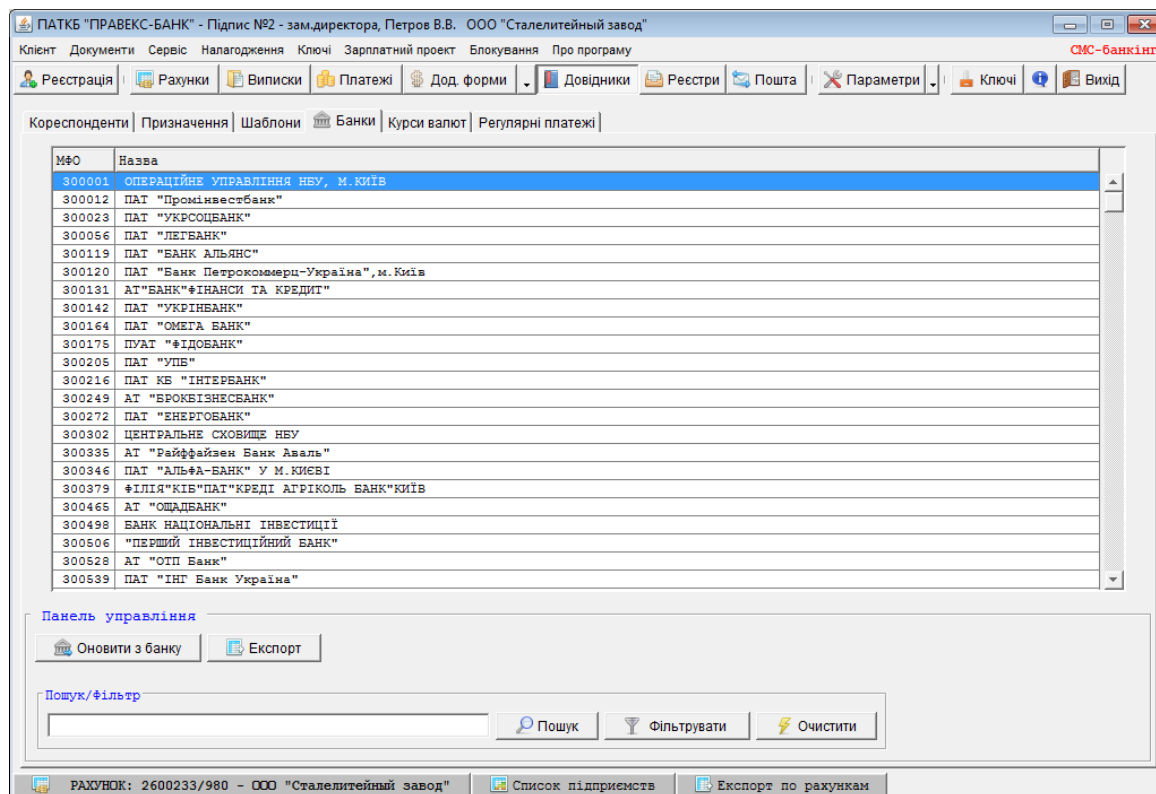 ПАТКБ "ПРАВЕКС-БАНК" - Підпис №2 - зам.директора, Петров В.В. ООО "Сталелитейный завод"
Клієнт Документи Сервіс Налагодження Ключі Зарплатний проект Блокування Про програму СМС-банкінг
Реєстрація Рахунки Виписки Платежі Дод. форми Довідники Реєстри Пошта Параметри Ключі Вихід
Кореспонденти Призначення Шаблони Банки Курси валют Регулярні платежі
МФО Назва
300001 ОПЕРАЦІЙНЕ УПРАВЛІННЯ НБУ, М.КИЇВ
300012 ПАТ "Промінвестбанк"
300023 ПАТ "УКРСОЦБАНК"
300056 ПАТ "ЛЕГБАНК"
300119 ПАТ "БАНК АЛЬЯНС"
300120 ПАТ "Банк Петрокоммерц-Україна",м.Київ
300131 АТ"БАНК"ФІНАНСИ ТА КРЕДИТ"
300142 ПАТ "УКРІНБАНК"
300164 ПАТ "ОМЕГА БАНК"
300175 ПУАТ "ФІДОБАНК"
300205 ПАТ "УПБ"
300216 ПАТ КБ "ІНТЕРБАНК"
300249 АТ "БРОКБІЗНЕСБАНК"
300272 ПАТ "ЕНЕРГОБАНК"
300302 ЦЕНТРАЛЬНЕ СХОВИЩЕ НБУ
300335 АТ "Райффайзен Банк Аваль"
300346 ПАТ "АЛЬФА-БАНК" У М.КИЄВІ
300379 ФІЛІЯ"КІБ"ПАТ"КРЕДІ АГРІКОЛЬ БАНК"КИЇВ
300465 АТ "ОЩАДБАНК"
300498 БАНК НАЦІОНАЛЬНІ ІНВЕСТИЦІЇ
300506 "ПЕРШИЙ ІНВЕСТИЦІЙНИЙ БАНК"
300528 АТ "ОТП Банк"
300539 ПАТ "ІНГ Банк Україна"
Панель управління
Оновити з банку Експорт
Пошук/Фільтр
Пошук Фільтрувати Очистити
РАХУНОК: 2600233/980 - ООО "Сталелитейный завод" Список підприємств Експорт по рахункам